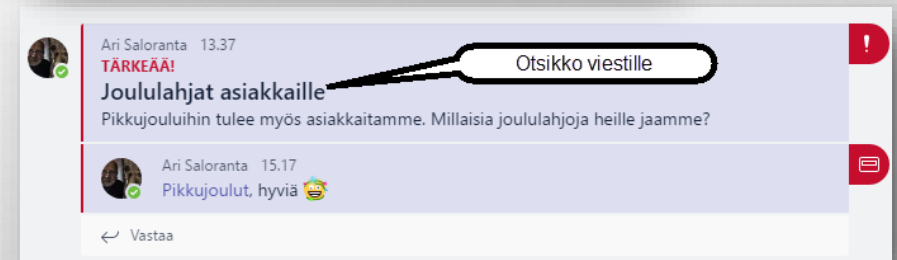 Ari Saloranta 13.37
TÄRKEÄÄ!
Joululahjat asiakkaille
Otsikko viestille
Pikkujouluihin tulee myös asiakkaitamme. Millaisia joululahjoja heille jaamme?
Ari Saloranta 15.17
Pikkujoulut, hyviä 🤩
Vastaa